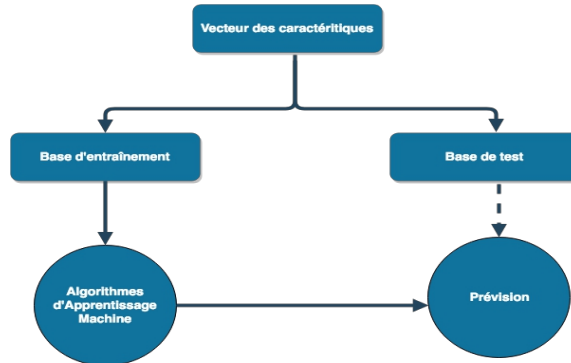 Vecteur des caractéritiques
Base d'entraînement
Base de test
Algorithmes
d'Apprentissage
Machine
Prévision